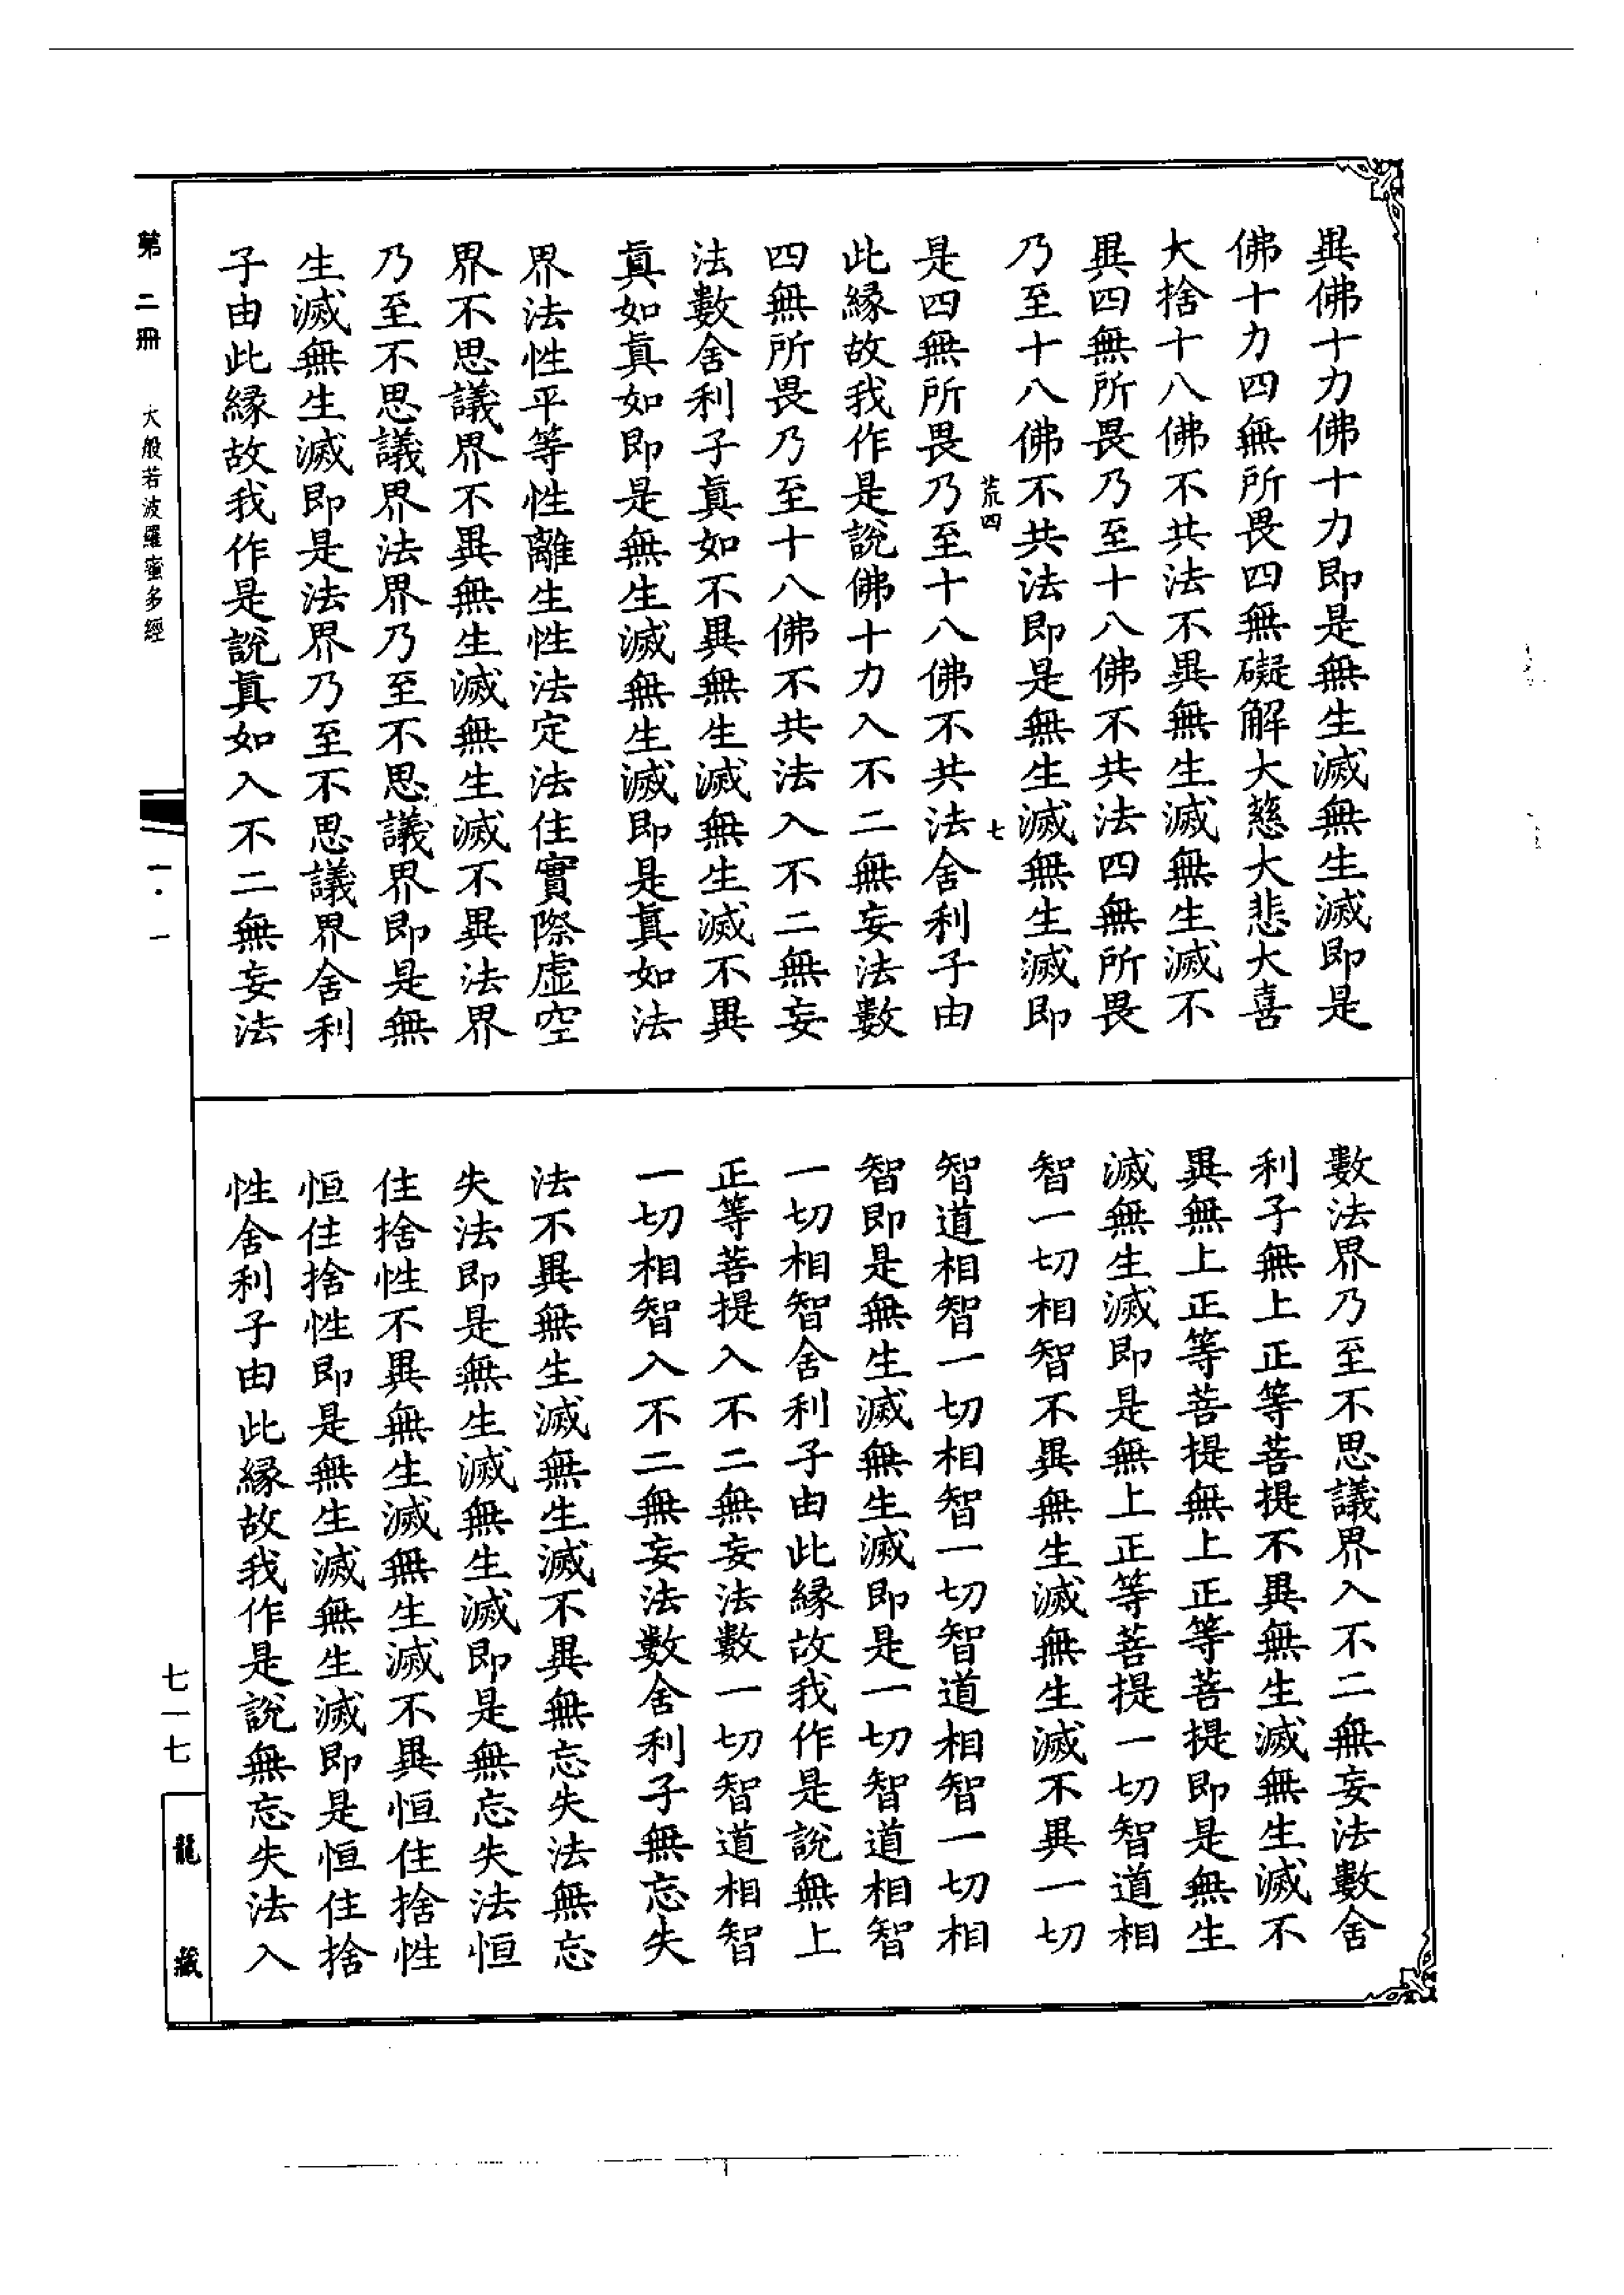 異佛十力佛十力即是無生滅無生滅即是
佛十力四無所畏四無礙解大慈大悲大喜
大捨十八佛不共法不異無生滅無生滅不
異四無所畏乃至十八佛不共法四無所畏
乃至十八佛不共法即是無生滅無生滅即
荒四 七
是四無所畏乃至十八佛不共法舍利子由
此緣故我作是說佛十力入不二無妄法數
四無所畏乃至十八佛不共法入不二無妄
法數舍利子真如不異無生滅無生滅不異
真如真如即是無生滅無生滅即是真如法
界法性平等性離生性法定法住實際虛空
界不思議界不異無生滅無生滅不異法界
乃至不思議界法界乃至不思議界即是無
生滅無生滅即是法界乃至不思議界舍利
子由此緣故我作是說真如入不二無妄法
數法界乃至不思議界入不二無妄法數舍
利子無上正等菩提不異無生滅無生滅不
異無上正等菩提無上正等菩提即是無生
滅無生滅即是無上正等菩提一切智道相
智一切相智不異無生滅無生滅不異一切
智道相智一切相智一切智道相智一切相
智即是無生滅無生滅即是一切智道相智
一切相智舍利子由此緣故我作是說無上
正等菩提入不二無妄法數一切智道相智
一切相智入不二無妄法數舍利子無忘失
法不異無生滅無生滅不異無忘失法無忘
失法即是無生滅無生滅即是無忘失法恒
住捨性不異無生滅無生滅不異恒住捨性
恒住捨性即是無生滅無生滅即是恒住捨
性舍利子由此緣故我作是說無忘失法入
第二冊 大般若波羅蜜多經 一·一
七一七
龍藏